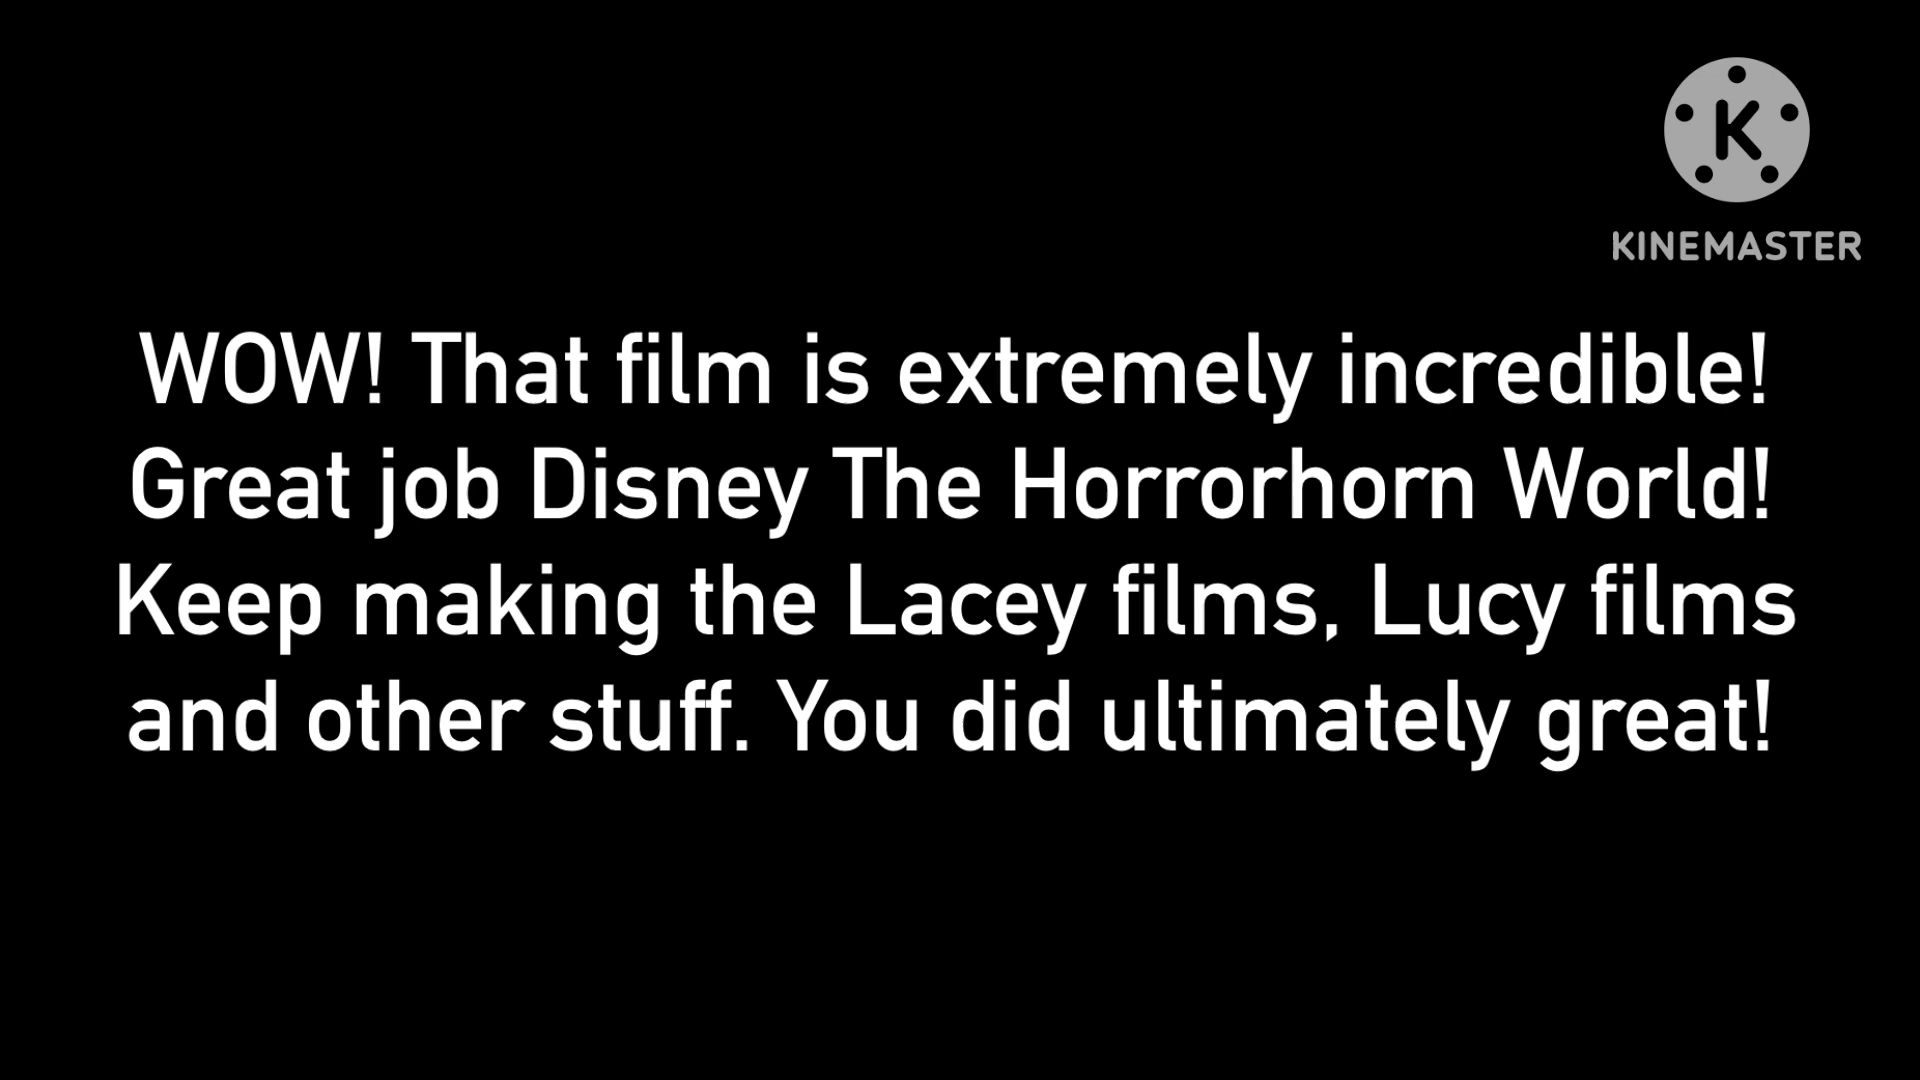 K
KINEMASTER
WOW! That film is extremely incredible!
Great job Disney The Horrorhorn World!
Keep making the Lacey films, Lucy films
and other stuff. You did ultimately great!